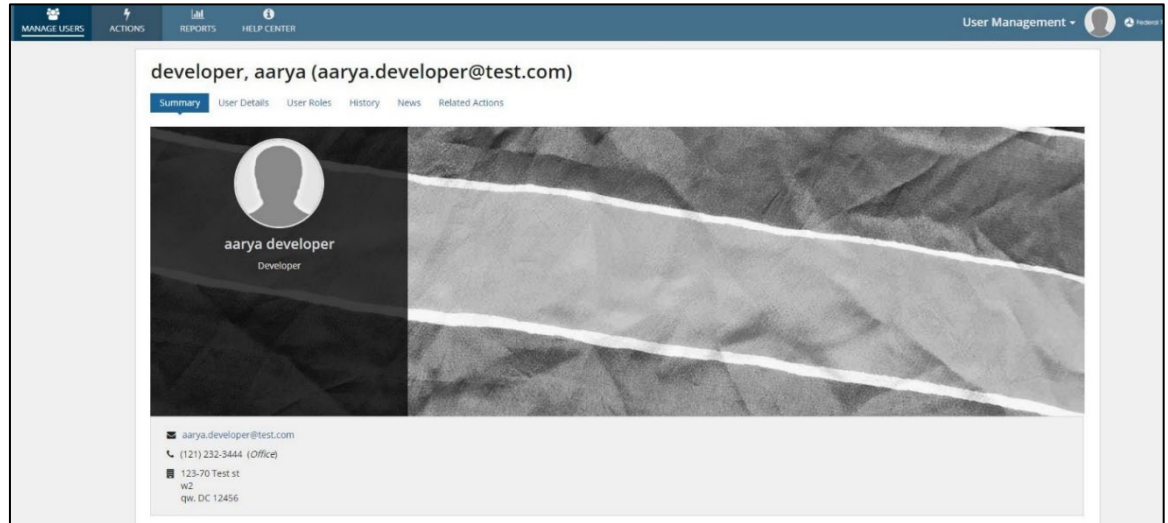 MANAGE USERS
ACTIONS
REPORTS
HELP CENTER
User Management
Federal
developer, aarya (aarya.developer@test.com)
Summary User Details User Roles History News Related Actions
aarya developer
Developer
aarya.developer@test.com
(121) 232-3444 (Office)
123-70 Test st
w2
qw, DC 12456